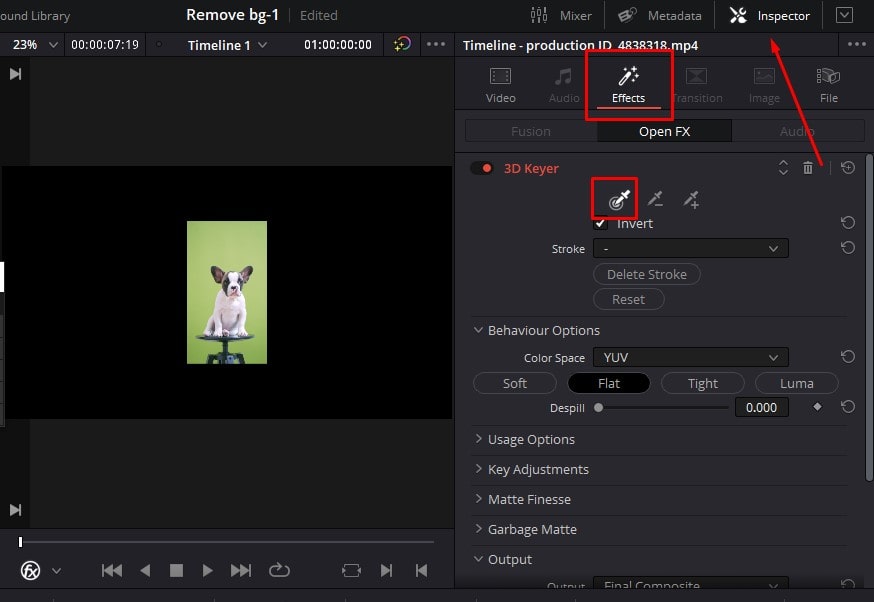 ound Library
Remove bg-1
Edited
Mixer
Metadata
Inspector
23%
00:00:07:19
Timeline 1
01:00:00:00
Timeline - production ID_4838318.mp4
Video
Audio
Effects
Transition
Image
File
Fusion
Open FX
Audio
3D Keyer
Invert
Stroke
-
Delete Stroke
Reset
Behaviour Options
Color Space
YUV
Soft
Flat
Tight
Luma
Despill
0.000
Usage Options
Key Adjustments
Matte Finesse
Garbage Matte
Output
Output
Final Composite
fx